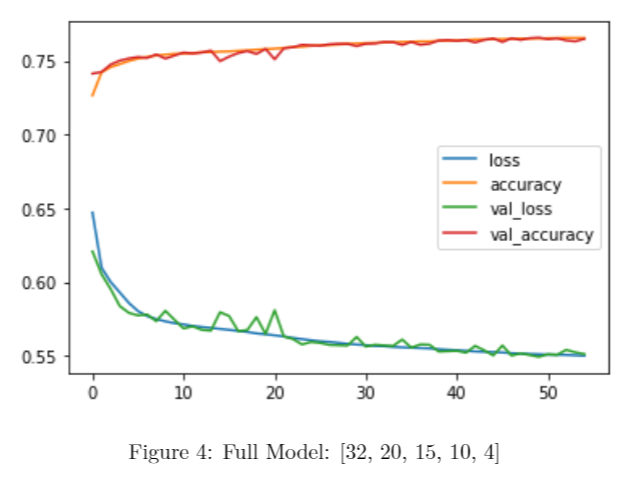 0.75
0.70
0.65
0.60
0.55
0 10 20 30 40 50
loss
accuracy
val_loss
val_accuracy
Figure 4: Full Model: [32, 20, 15, 10, 4]